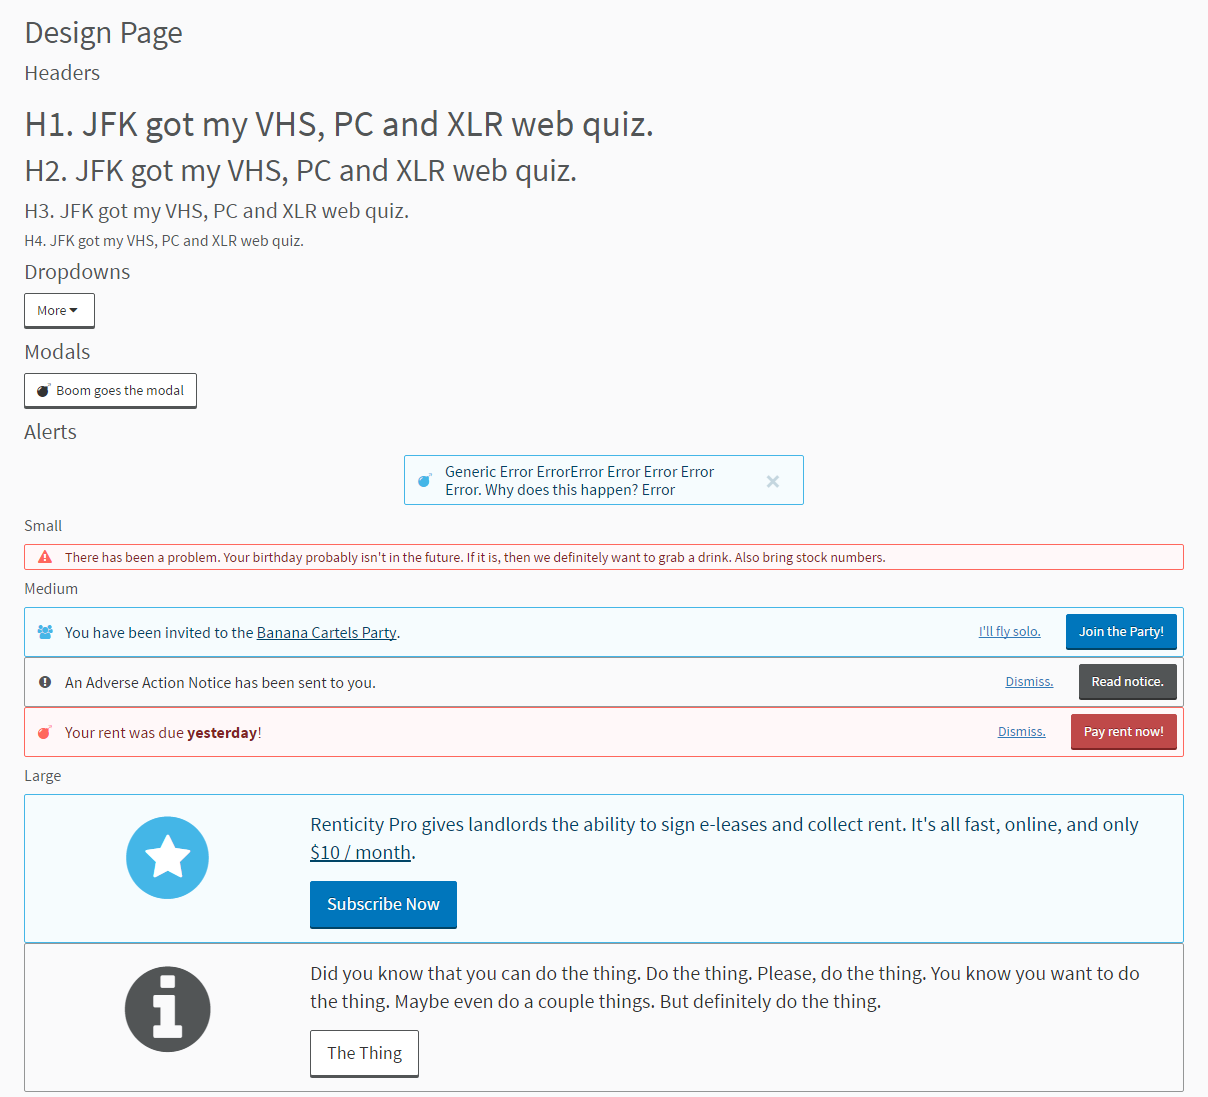 Design Page
Headers
H1. JFK got my VHS, PC and XLR web quiz.
H2. JFK got my VHS, PC and XLR web quiz.
H3. JFK got my VHS, PC and XLR web quiz.
H4. JFK got my VHS, PC and XLR web quiz.
Dropdowns
More
Modals
Boom goes the modal
Alerts
Generic Error ErrorError Error Error Error
Error. Why does this happen? Error
Small
There has been a problem. Your birthday probably isn't in the future. If it is, then we definitely want to grab a drink. Also bring stock numbers.
Medium
You have been invited to the Banana Cartels Party. I'll fly solo. Join the Party!
An Adverse Action Notice has been sent to you. Dismiss. Read notice.
Your rent was due yesterday! Dismiss. Pay rent now!
Large
Renticity Pro gives landlords the ability to sign e-leases and collect rent. It's all fast, online, and only
$10 / month.
Subscribe Now
Did you know that you can do the thing. Do the thing. Please, do the thing. You know you want to do
the thing. Maybe even do a couple things. But definitely do the thing.
The Thing